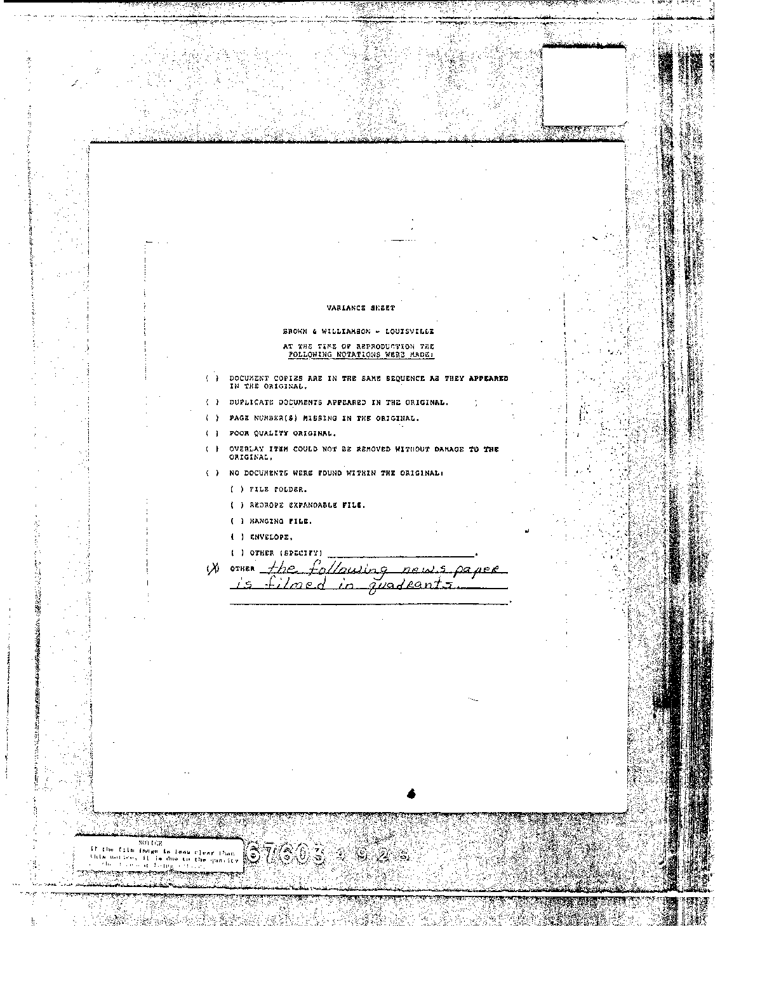 VARIANCE SHEET
BROWN & WILLIAMSON - LOUISVILLE
AT THE TIME OF REPRODUCTION THE
FOLLOWING NOTATIONS WERE MADE:
( ) DOCUMENT COPIES ARE IN THE SAME SEQUENCE AS THEY APPEARED
IN THE ORIGINAL.
( ) DUPLICATE DOCUMENTS APPEARED IN THE ORIGINAL.
( ) PAGE NUMBER(S) MISSING IN THE ORIGINAL.
( ) POOR QUALITY ORIGINAL.
( ) OVERLAY ITEM COULD NOT BE REMOVED WITHOUT DAMAGE TO THE
ORIGINAL.
( ) NO DOCUMENTS WERE FOUND WITHIN THE ORIGINAL:
( ) FILE FOLDER.
( ) REDROPE EXPANDABLE FILE.
( ) HANGING FILE.
( ) ENVELOPE.
( ) OTHER (SPECIFY) ____.
(X) OTHER the following news paper
is filmed in quadrants.
NOTICE
If the film image is less clear than
this notice, it is due to the quality
67603